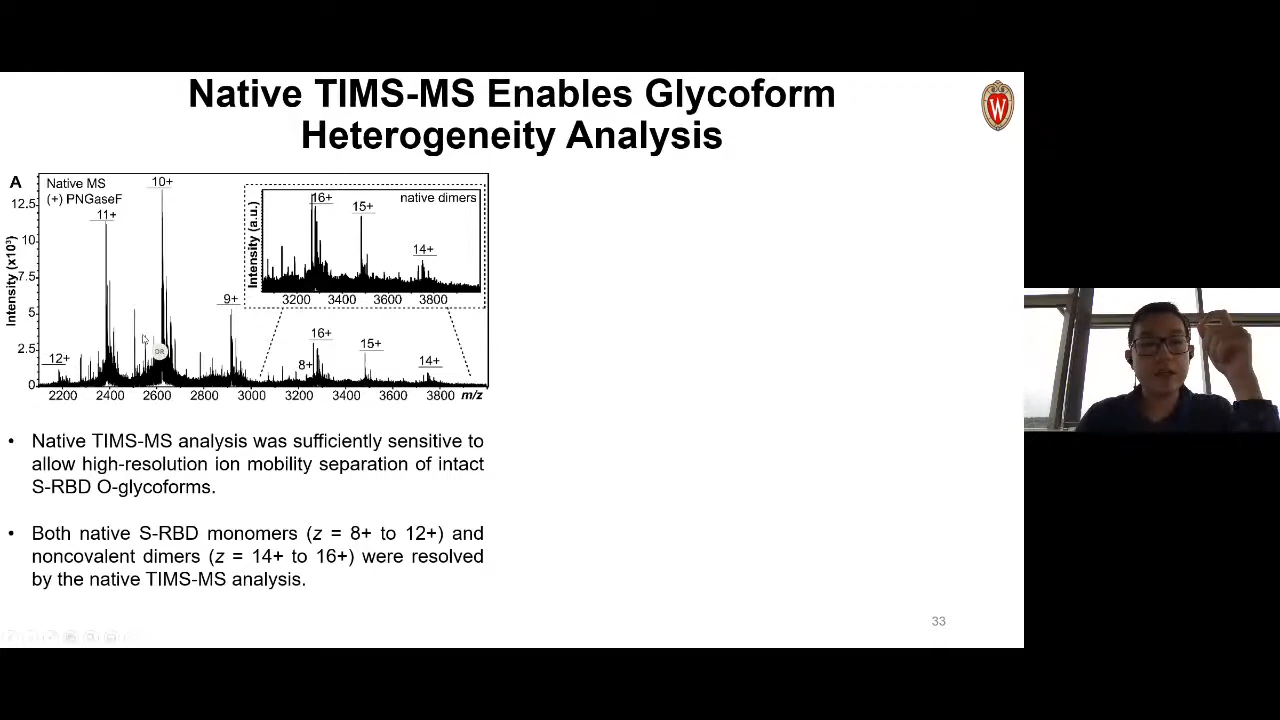 Native TIMS-MS Enables Glycoform
Heterogeneity Analysis
W
A
Native MS
(+) PNGaseF
native dimers
12+
11+
10+
9+
8+
16+
15+
14+
16+
15+
14+
Intensity (a.u.)
3200 3400 3600 3800
Intensity (x10³)
12.5
10
7.5
5
2.5
0
2200 2400 2600 2800 3000 3200 3400 3600 3800 m/z
DR
• Native TIMS-MS analysis was sufficiently sensitive to
allow high-resolution ion mobility separation of intact
S-RBD O-glycoforms.
• Both native S-RBD monomers (z = 8+ to 12+) and
noncovalent dimers (z = 14+ to 16+) were resolved
by the native TIMS-MS analysis.
33